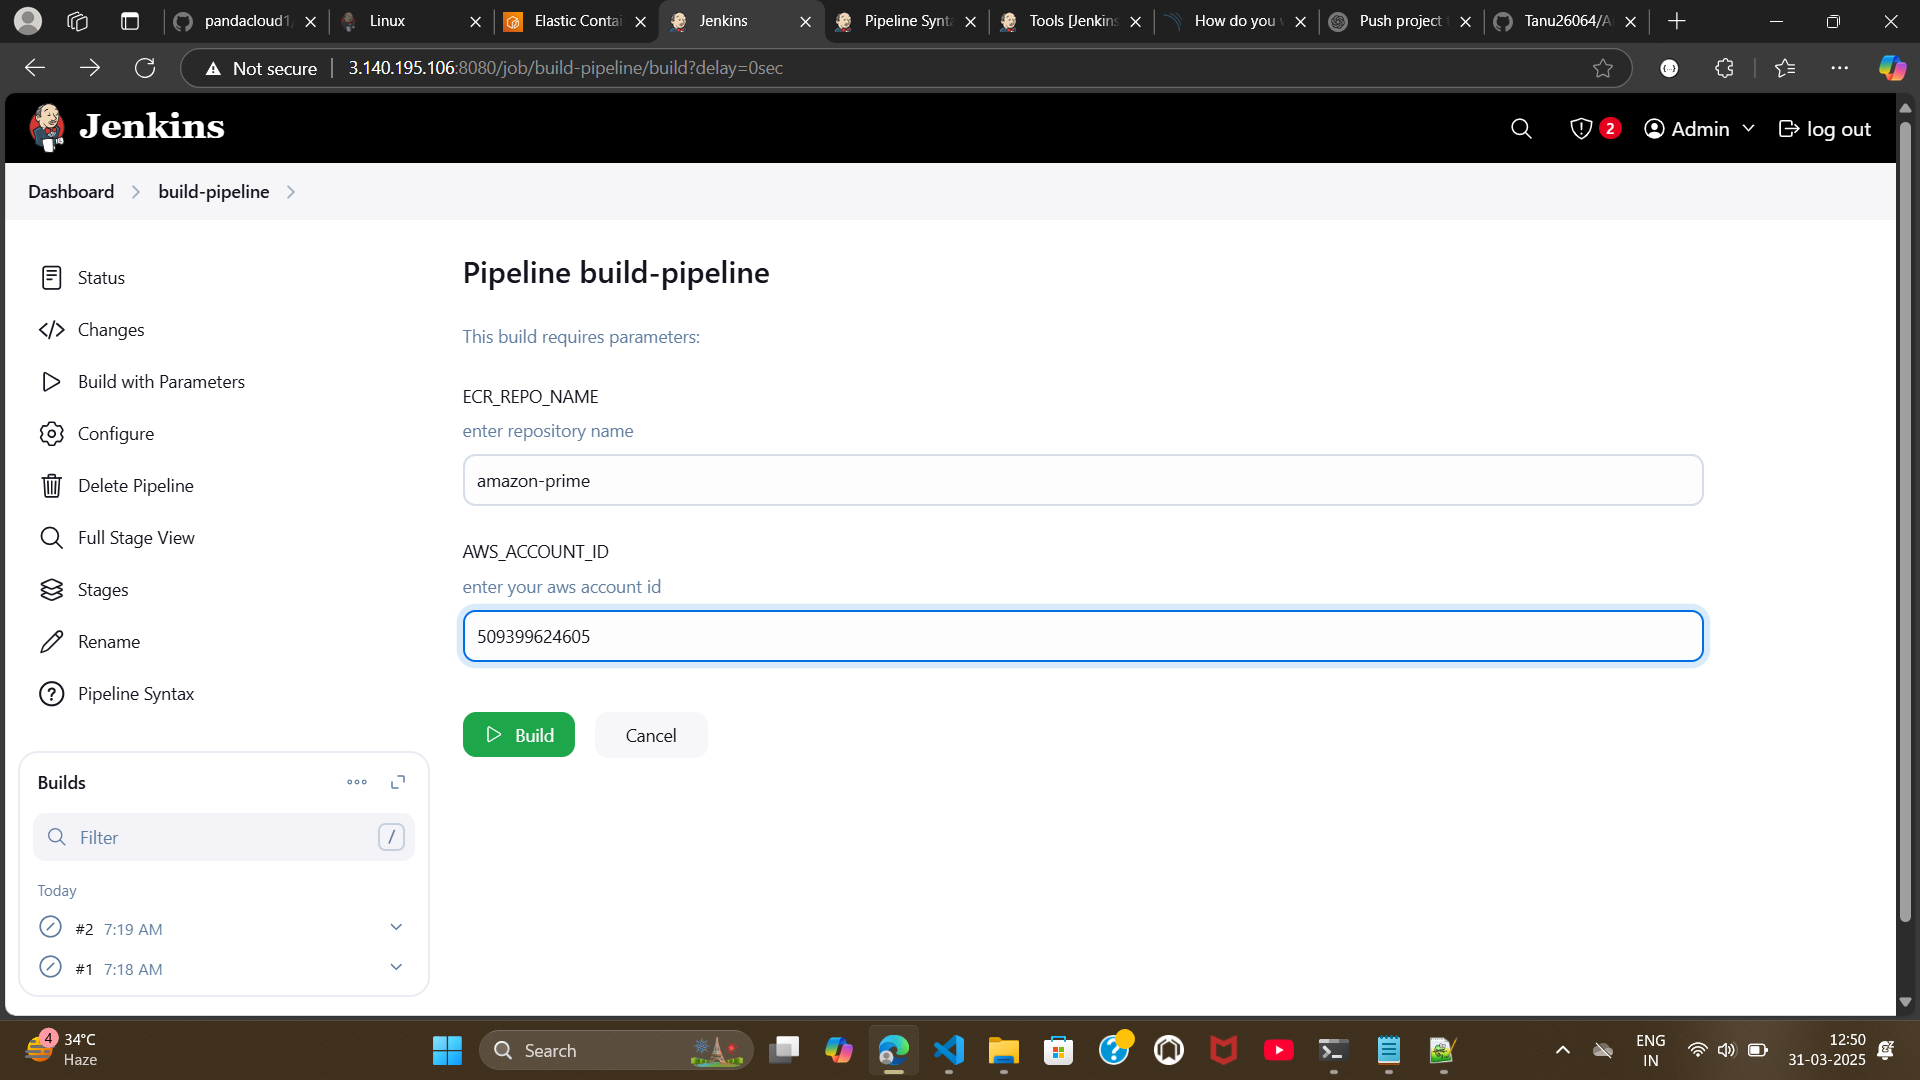 pandacloud1
Linux
Elastic Contai
Jenkins
Pipeline Synta
Tools [Jenkins
How do you
Push project
Tanu26064/A
Not secure
3.140.195.106:8080/job/build-pipeline/build?delay=0sec
Jenkins
2
Admin
log out
Dashboard
build-pipeline
Status
Changes
Build with Parameters
Configure
Delete Pipeline
Full Stage View
Stages
Rename
Pipeline Syntax
Builds
Filter
/
Today
#2 7:19 AM
#1 7:18 AM
Pipeline build-pipeline
This build requires parameters:
ECR_REPO_NAME
enter repository name
amazon-prime
AWS_ACCOUNT_ID
enter your aws account id
509399624605
Build
Cancel
4
34°C
Haze
Search
ENG
IN
12:50
31-03-2025